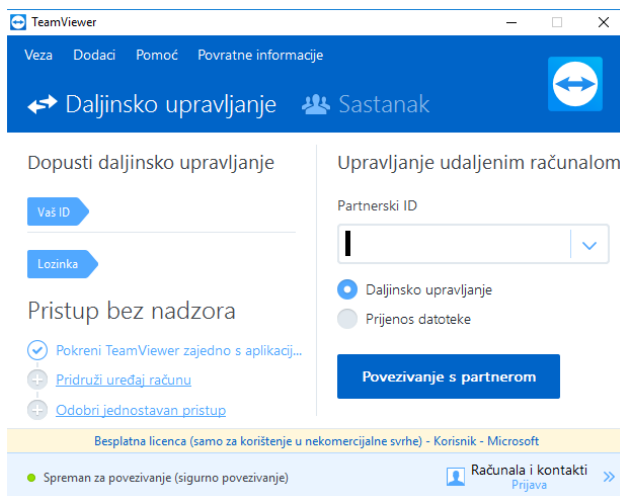 TeamViewer
Veza Dodaci Pomoć Povratne informacije
Daljinsko upravljanje Sastanak
Dopusti daljinsko upravljanje
Vaš ID
Lozinka
Pristup bez nadzora
Pokreni TeamViewer zajedno s aplikacij...
Pridruži uređaj računu
Odobri jednostavan pristup
Upravljanje udaljenim računalom
Partnerski ID
Daljinsko upravljanje
Prijenos datoteke
Povezivanje s partnerom
Besplatna licenca (samo za korištenje u nekomercijalne svrhe) - Korisnik - Microsoft
Spreman za povezivanje (sigurno povezivanje)
Računala i kontakti
Prijava